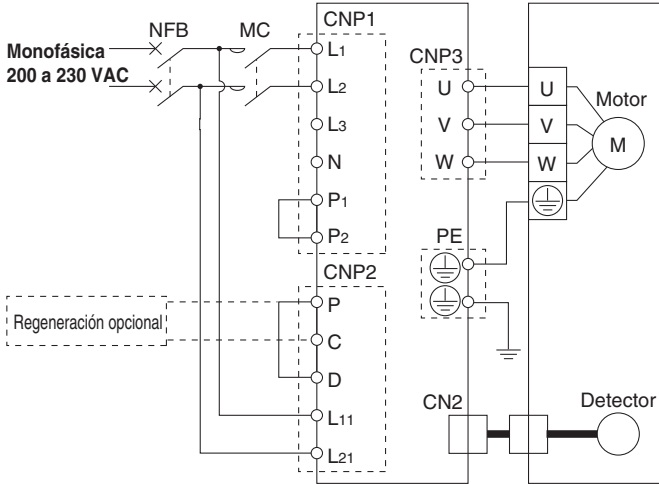 CNP1
NFB
MC
Monofásica
200 a 230 VAC
L1
L2
L3
N
P1
P2
CNP3
U
V
W
U
V
W
Motor
M
PE
CNP2
Regeneración opcional
P
C
D
L11
L21
CN2
Detector